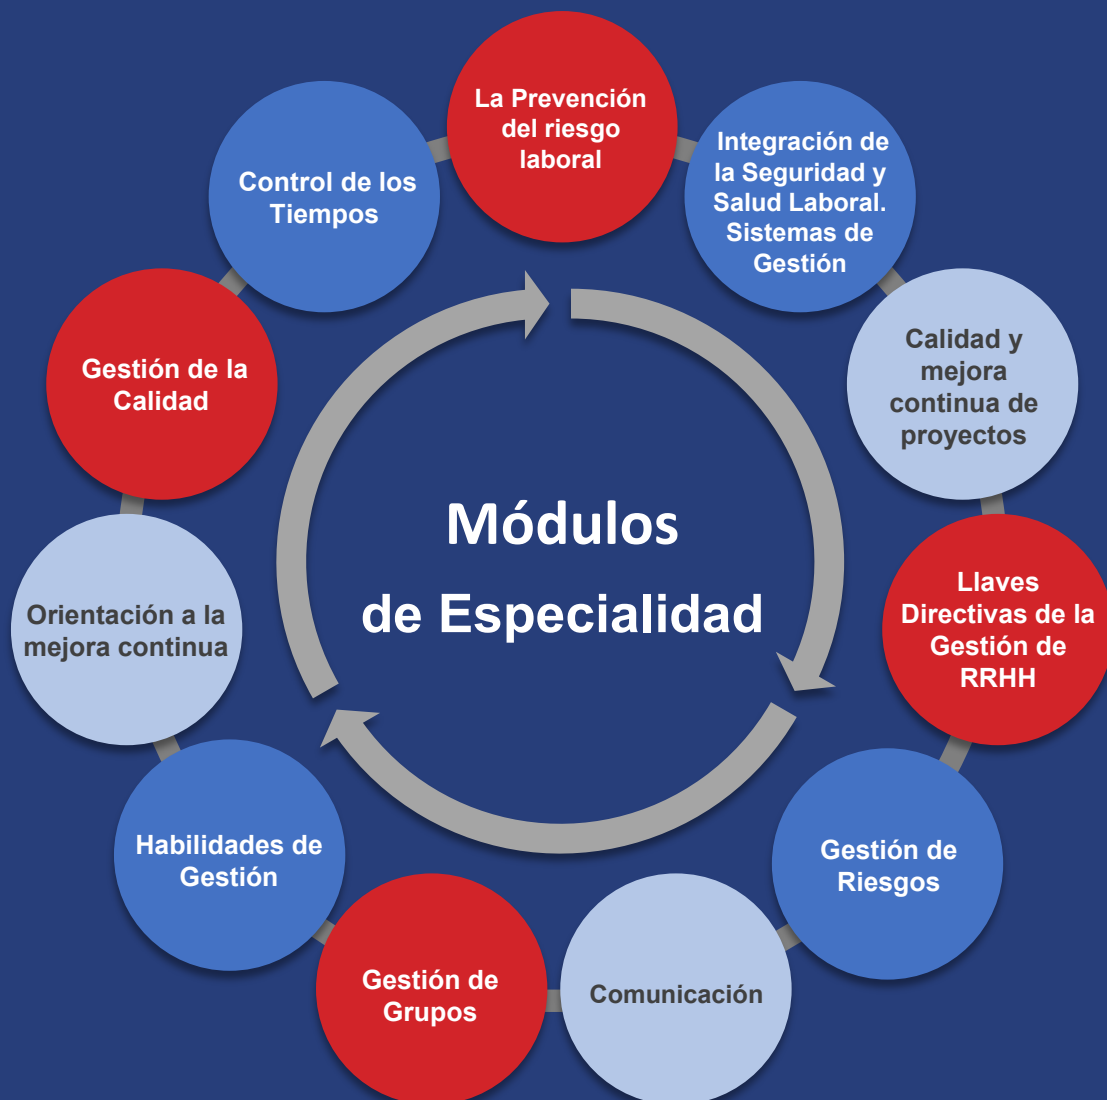 La Prevención
del riesgo
laboral
Integración de
la Seguridad y
Salud Laboral.
Sistemas de
Gestión
Calidad y
mejora
continua de
proyectos
Llaves
Directivas de la
Gestión de
RRHH
Gestión de
Riesgos
Comunicación
Gestión de
Grupos
Habilidades de
Gestión
Orientación a la
mejora continua
Gestión de la
Calidad
Control de los
Tiempos
Módulos
de Especialidad